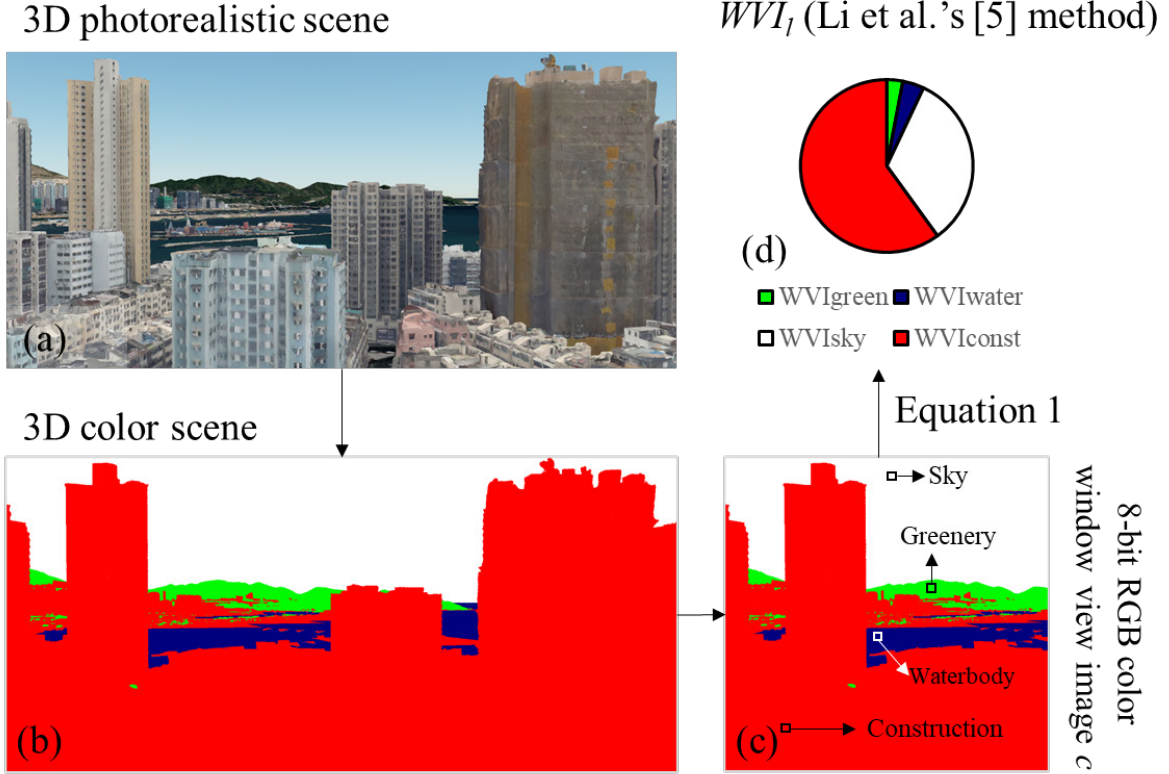 3D photorealistic scene
WVI_l (Li et al.'s [5] method)
(a)
(d)
WVIgreen WVIwater
WVIsky WVIconst
3D color scene
Equation 1
Sky
Greenery
Waterbody
Construction
(b)
(c)
8-bit RGB color
window view image c